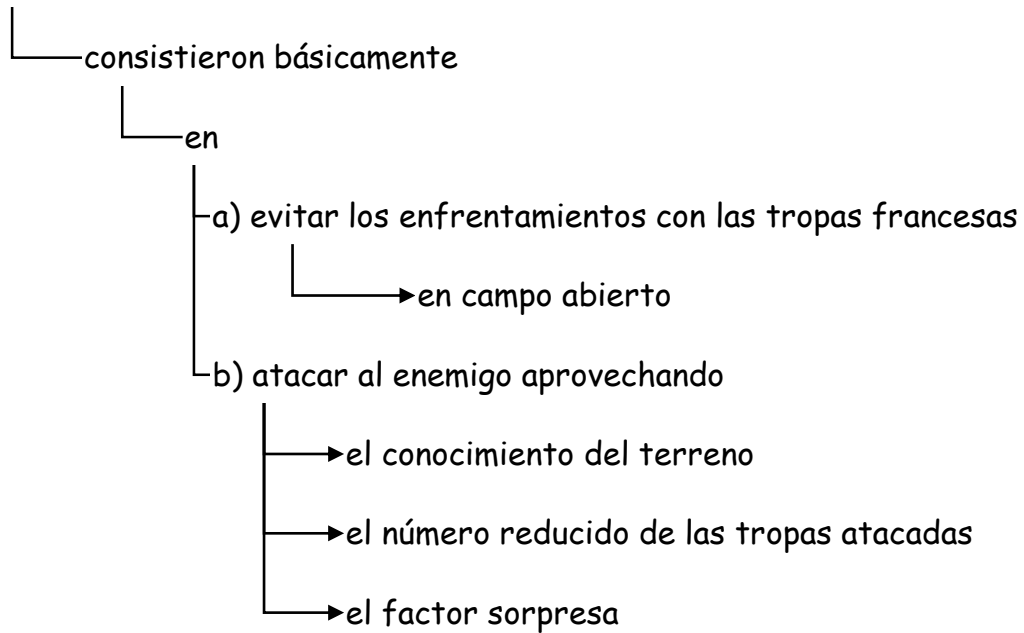 consistieron básicamente
en
a) evitar los enfrentamientos con las tropas francesas
en campo abierto
b) atacar al enemigo aprovechando
el conocimiento del terreno
el número reducido de las tropas atacadas
el factor sorpresa